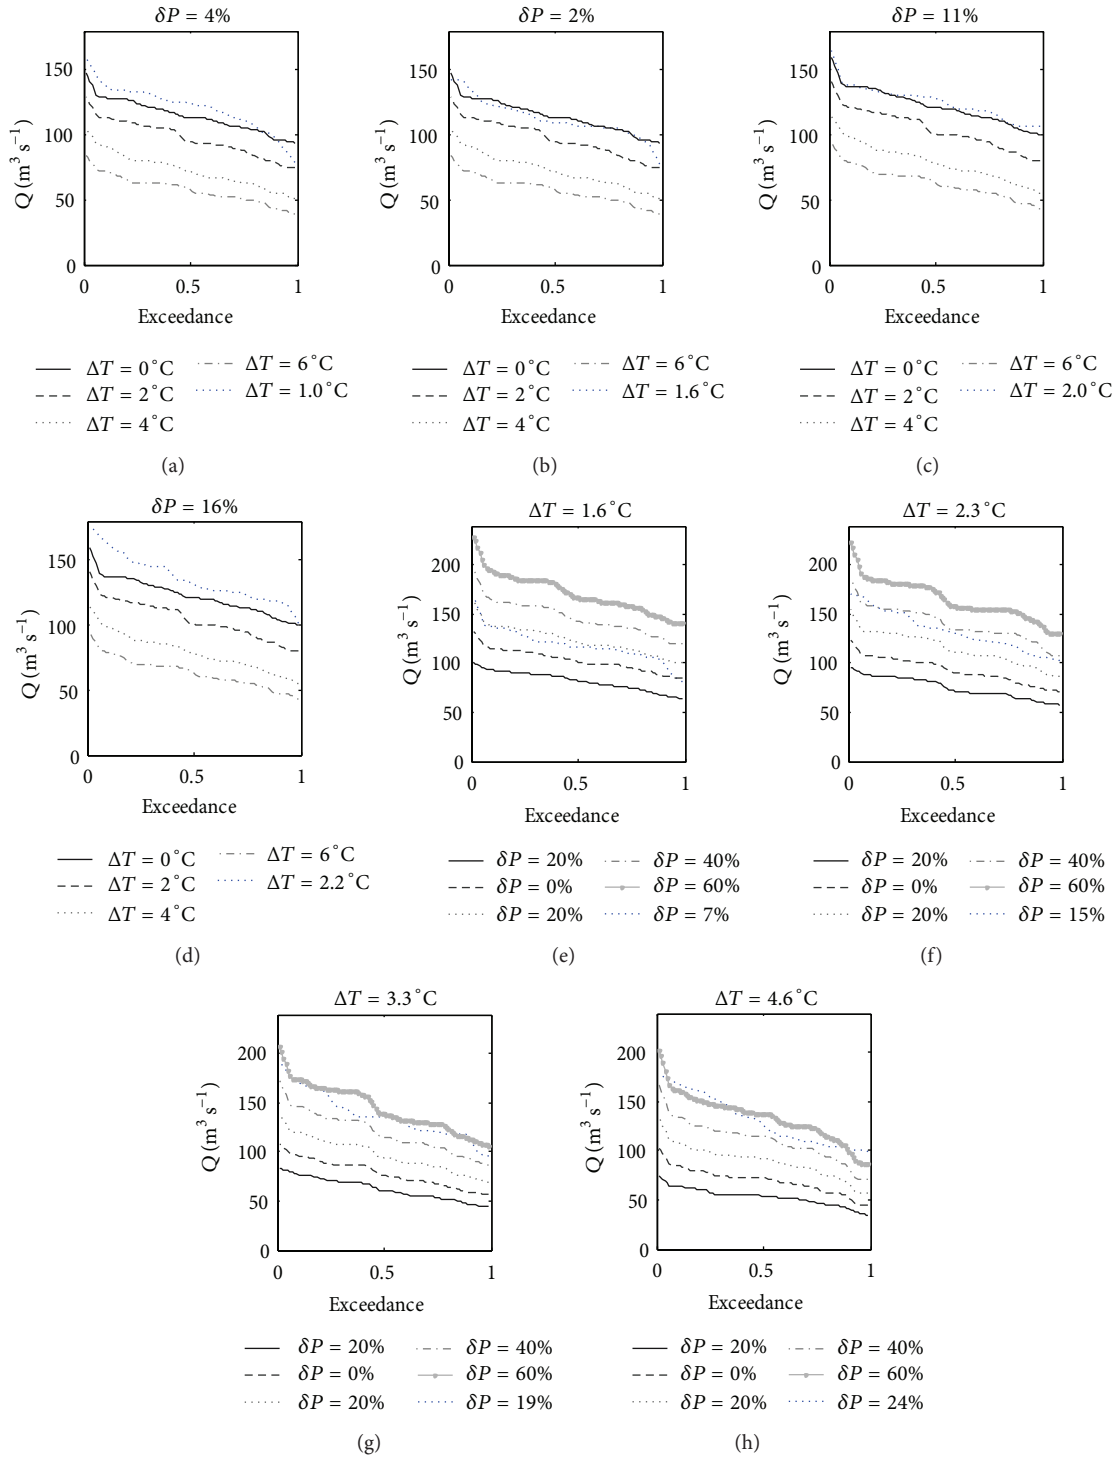 δP = 4%
Q (m³ s⁻¹)
150
100
50
0
0 0.5 1
Exceedance
ΔT = 0°C
ΔT = 2°C
ΔT = 4°C
ΔT = 6°C
ΔT = 1.0°C
(a)
δP = 2%
Q (m³ s⁻¹)
150
100
50
0
0 0.5 1
Exceedance
ΔT = 0°C
ΔT = 2°C
ΔT = 4°C
ΔT = 6°C
ΔT = 1.6°C
(b)
δP = 11%
Q (m³ s⁻¹)
150
100
50
0
0 0.5 1
Exceedance
ΔT = 0°C
ΔT = 2°C
ΔT = 4°C
ΔT = 6°C
ΔT = 2.0°C
(c)
δP = 16%
Q (m³ s⁻¹)
150
100
50
0
0 0.5 1
Exceedance
ΔT = 0°C
ΔT = 2°C
ΔT = 4°C
ΔT = 6°C
ΔT = 2.2°C
(d)
ΔT = 1.6°C
Q (m³ s⁻¹)
200
150
100
50
0
0 0.5 1
Exceedance
δP = 20%
δP = 0%
δP = 20%
δP = 40%
δP = 60%
δP = 7%
(e)
ΔT = 2.3°C
Q (m³ s⁻¹)
200
150
100
50
0
0 0.5 1
Exceedance
δP = 20%
δP = 0%
δP = 20%
δP = 40%
δP = 60%
δP = 15%
(f)
ΔT = 3.3°C
Q (m³ s⁻¹)
200
150
100
50
0
0 0.5 1
Exceedance
δP = 20%
δP = 0%
δP = 20%
δP = 40%
δP = 60%
δP = 19%
(g)
ΔT = 4.6°C
Q (m³ s⁻¹)
200
150
100
50
0
0 0.5 1
Exceedance
δP = 20%
δP = 0%
δP = 20%
δP = 40%
δP = 60%
δP = 24%
(h)